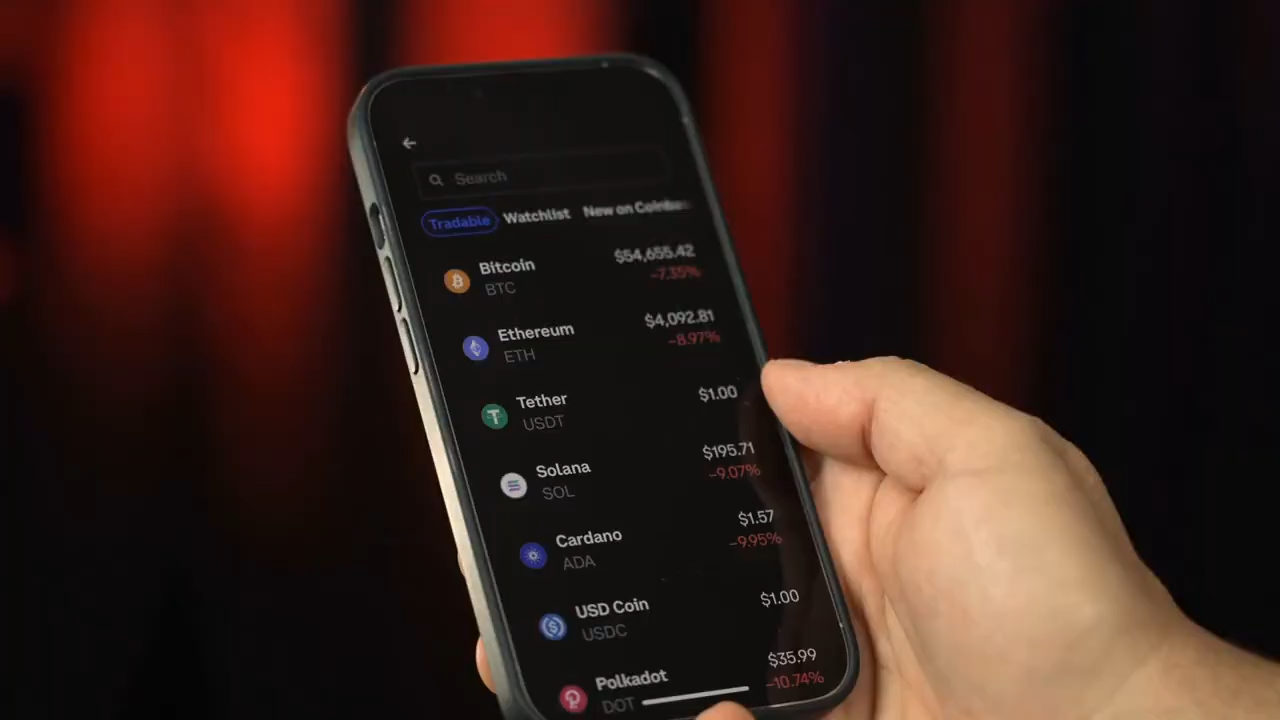 Search
Tradable Watchlist New on Coinbase
Bitcoin $54,655.42
BTC -7.35%
Ethereum $4,092.81
ETH -8.97%
Tether $1.00
USDT
Solana $195.71
SOL -9.07%
Cardano $1.57
ADA -9.95%
USD Coin $1.00
USDC
Polkadot $35.99
DOT -10.74%